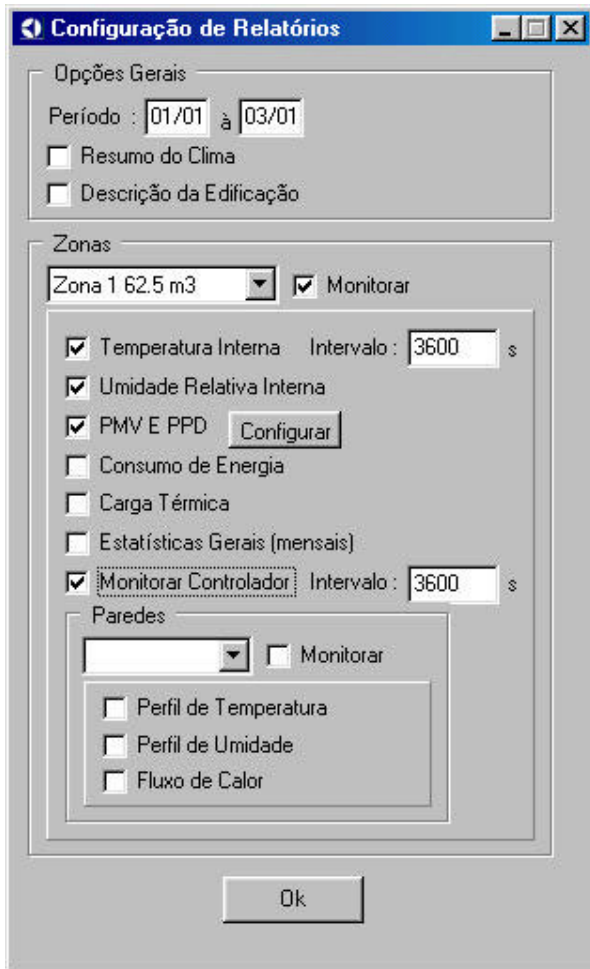 Configuração de Relatórios
Opções Gerais
Período : 01/01 à 03/01
Resumo do Clima
Descrição da Edificação
Zonas
Zona 1 62.5 m3 Monitorar
Temperatura Interna Intervalo : 3600 s
Umidade Relativa Interna
PMV E PPD Configurar
Consumo de Energia
Carga Térmica
Estatísticas Gerais (mensais)
Monitorar Controlador Intervalo : 3600 s
Paredes
Monitorar
Perfil de Temperatura
Perfil de Umidade
Fluxo de Calor
Ok